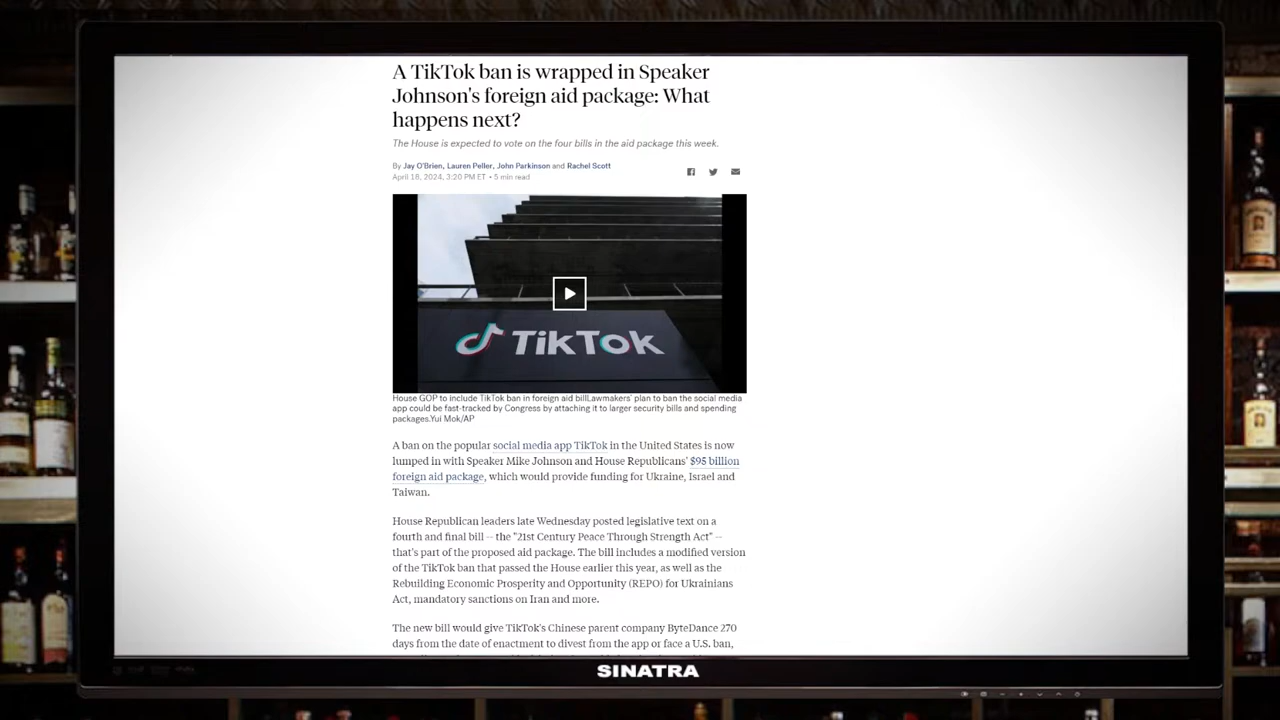 A TikTok ban is wrapped in Speaker
Johnson's foreign aid package: What
happens next?
The House is expected to vote on the four bills in the aid package this week.
By Jay O'Brien, Lauren Peller, John Parkinson and Rachel Scott
April 18, 2024, 3:20 PM ET • 5 min read
TikTok
House GOP to include TikTok ban in foreign aid billLawmakers' plan to ban the social media
app could be fast-tracked by Congress by attaching it to larger security bills and spending
packages.Yui Mok/AP
A ban on the popular social media app TikTok in the United States is now
lumped in with Speaker Mike Johnson and House Republicans' $95 billion
foreign aid package, which would provide funding for Ukraine, Israel and
Taiwan.
House Republican leaders late Wednesday posted legislative text on a
fourth and final bill -- the "21st Century Peace Through Strength Act" --
that's part of the proposed aid package. The bill includes a modified version
of the TikTok ban that passed the House earlier this year, as well as the
Rebuilding Economic Prosperity and Opportunity (REPO) for Ukrainians
Act, mandatory sanctions on Iran and more.
The new bill would give TikTok's Chinese parent company ByteDance 270
days from the date of enactment to divest from the app or face a U.S. ban,
SINATRA